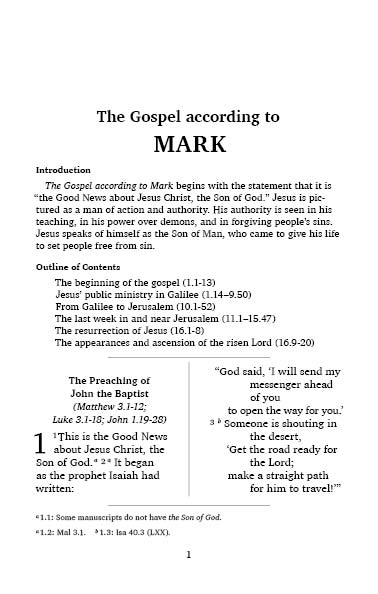 The Gospel according to
MARK
Introduction
The Gospel according to Mark begins with the statement that it is
“the Good News about Jesus Christ, the Son of God.” Jesus is pic-
tured as a man of action and authority. His authority is seen in his
teaching, in his power over demons, and in forgiving people’s sins.
Jesus speaks of himself as the Son of Man, who came to give his life
to set people free from sin.
Outline of Contents
The beginning of the gospel (1.1-13)
Jesus’ public ministry in Galilee (1.14–9.50)
From Galilee to Jerusalem (10.1-52)
The last week in and near Jerusalem (11.1–15.47)
The resurrection of Jesus (16.1-8)
The appearances and ascension of the risen Lord (16.9-20)
The Preaching of
John the Baptist
(Matthew 3.1-12;
Luke 3.1-18; John 1.19-28)
1 ¹This is the Good News
about Jesus Christ, the
Son of God.ᵃ ²ᵃ It began
as the prophet Isaiah had
written:
“God said, ‘I will send my
messenger ahead
of you
to open the way for you.’
³ ᵇ Someone is shouting in
the desert,
‘Get the road ready for
the Lord;
make a straight path
for him to travel!’”
ᵃ 1.1: Some manuscripts do not have the Son of God.
ᵃ 1.2: Mal 3.1. ᵇ 1.3: Isa 40.3 (LXX).
1